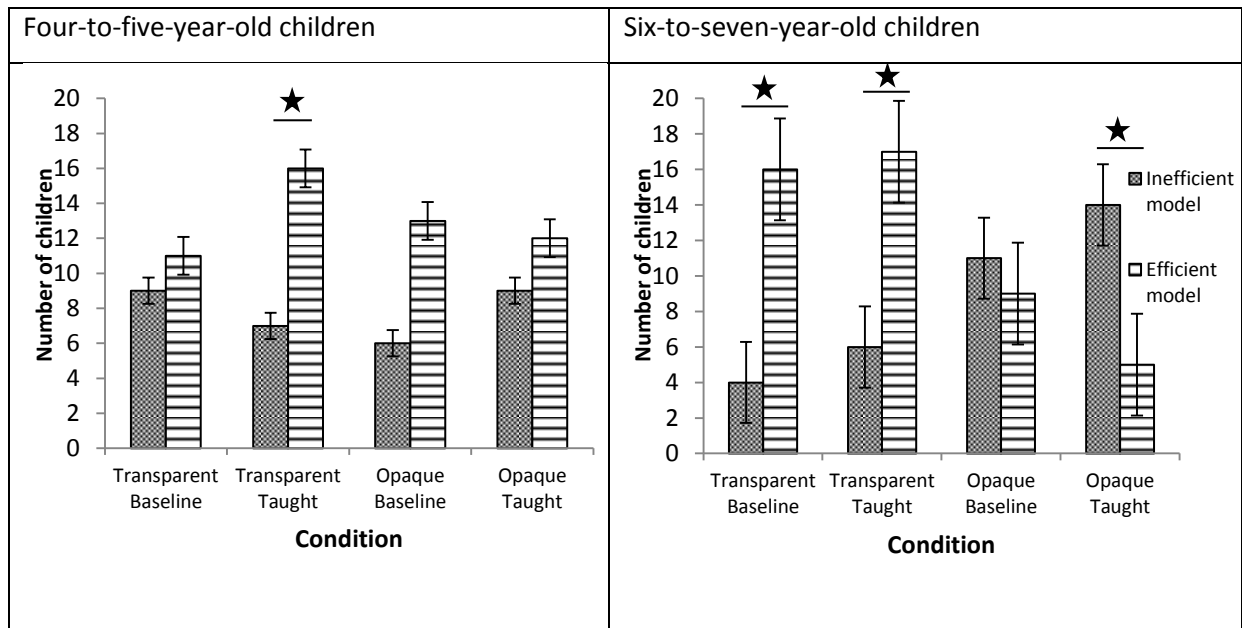 Four-to-five-year-old children
Six-to-seven-year-old children
Number of children
20
18
16
14
12
10
8
6
4
2
0
Transparent Baseline
Transparent Taught
Opaque Baseline
Opaque Taught
Condition
Number of children
20
18
16
14
12
10
8
6
4
2
0
Transparent Baseline
Transparent Taught
Opaque Baseline
Opaque Taught
Condition
Inefficient
model
Efficient
model